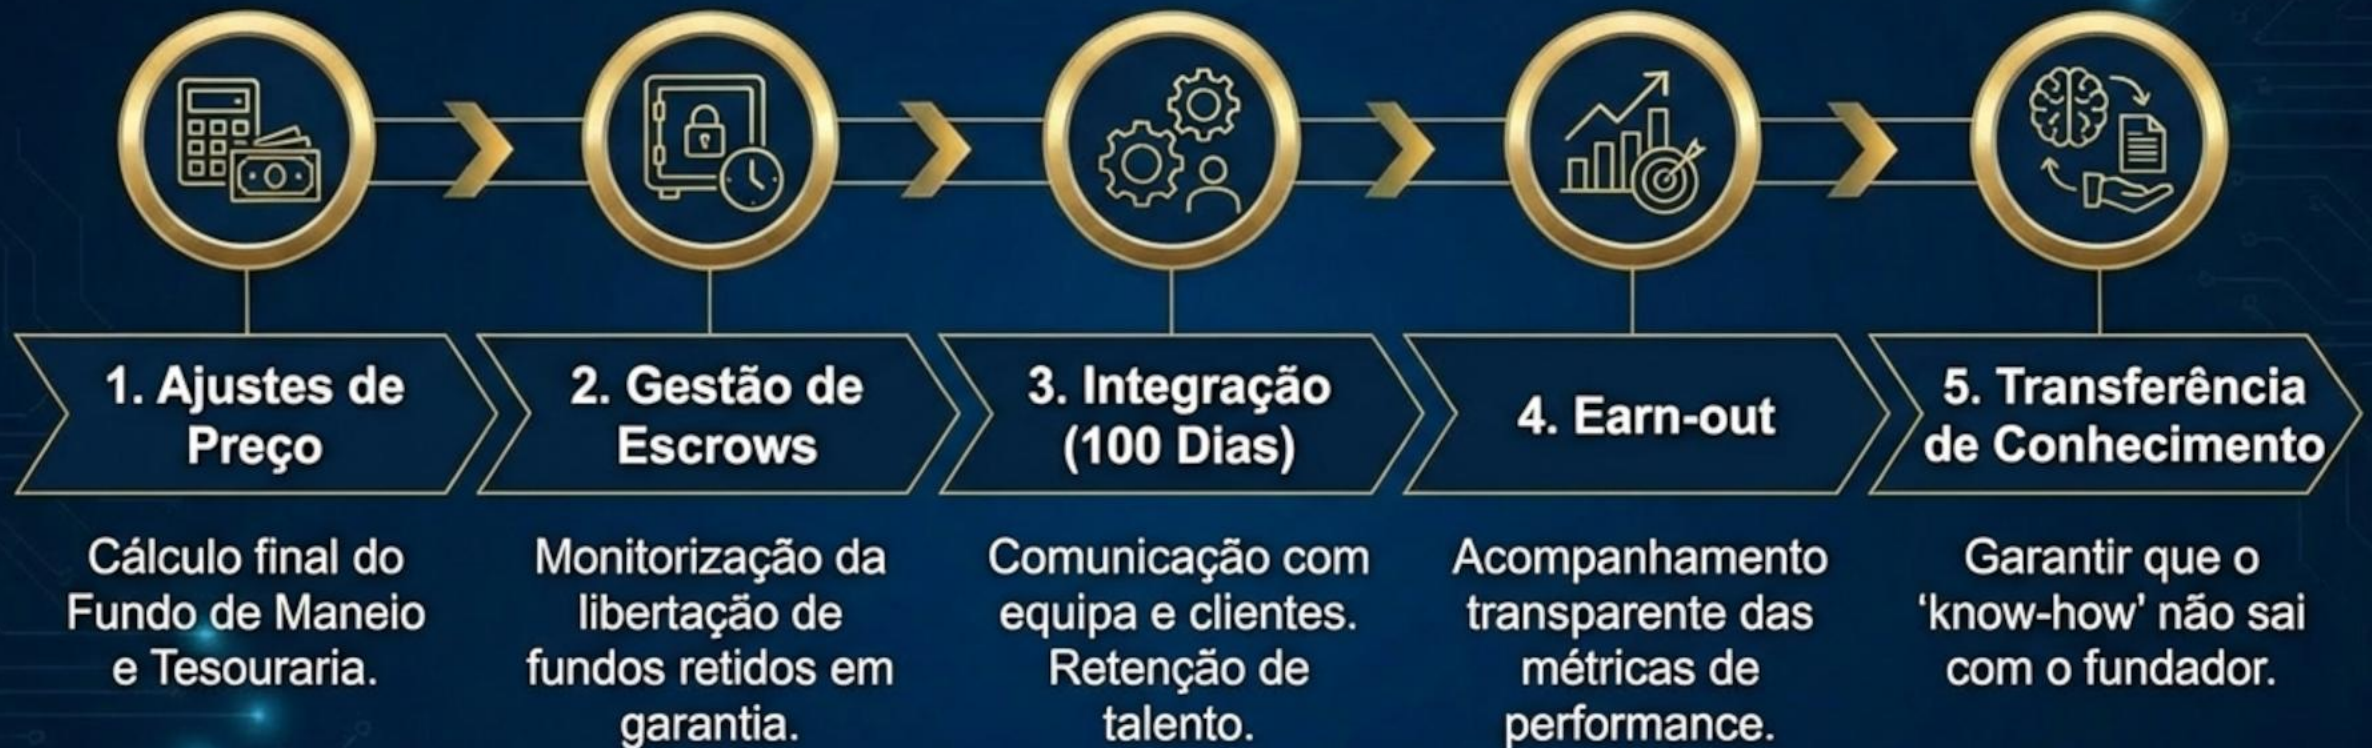 1. Ajustes de
Preço
Cálculo final do
Fundo de Maneio
e Tesouraria.
2. Gestão de
Escrows
Monitorização da
libertação de
fundos retidos em
garantia.
3. Integração
(100 Dias)
Comunicação com
equipa e clientes.
Retenção de
talento.
4. Earn-out
Acompanhamento
transparente das
métricas de
performance.
5. Transferência
de Conhecimento
Garantir que o
‘know-how’ não sai
com o fundador.